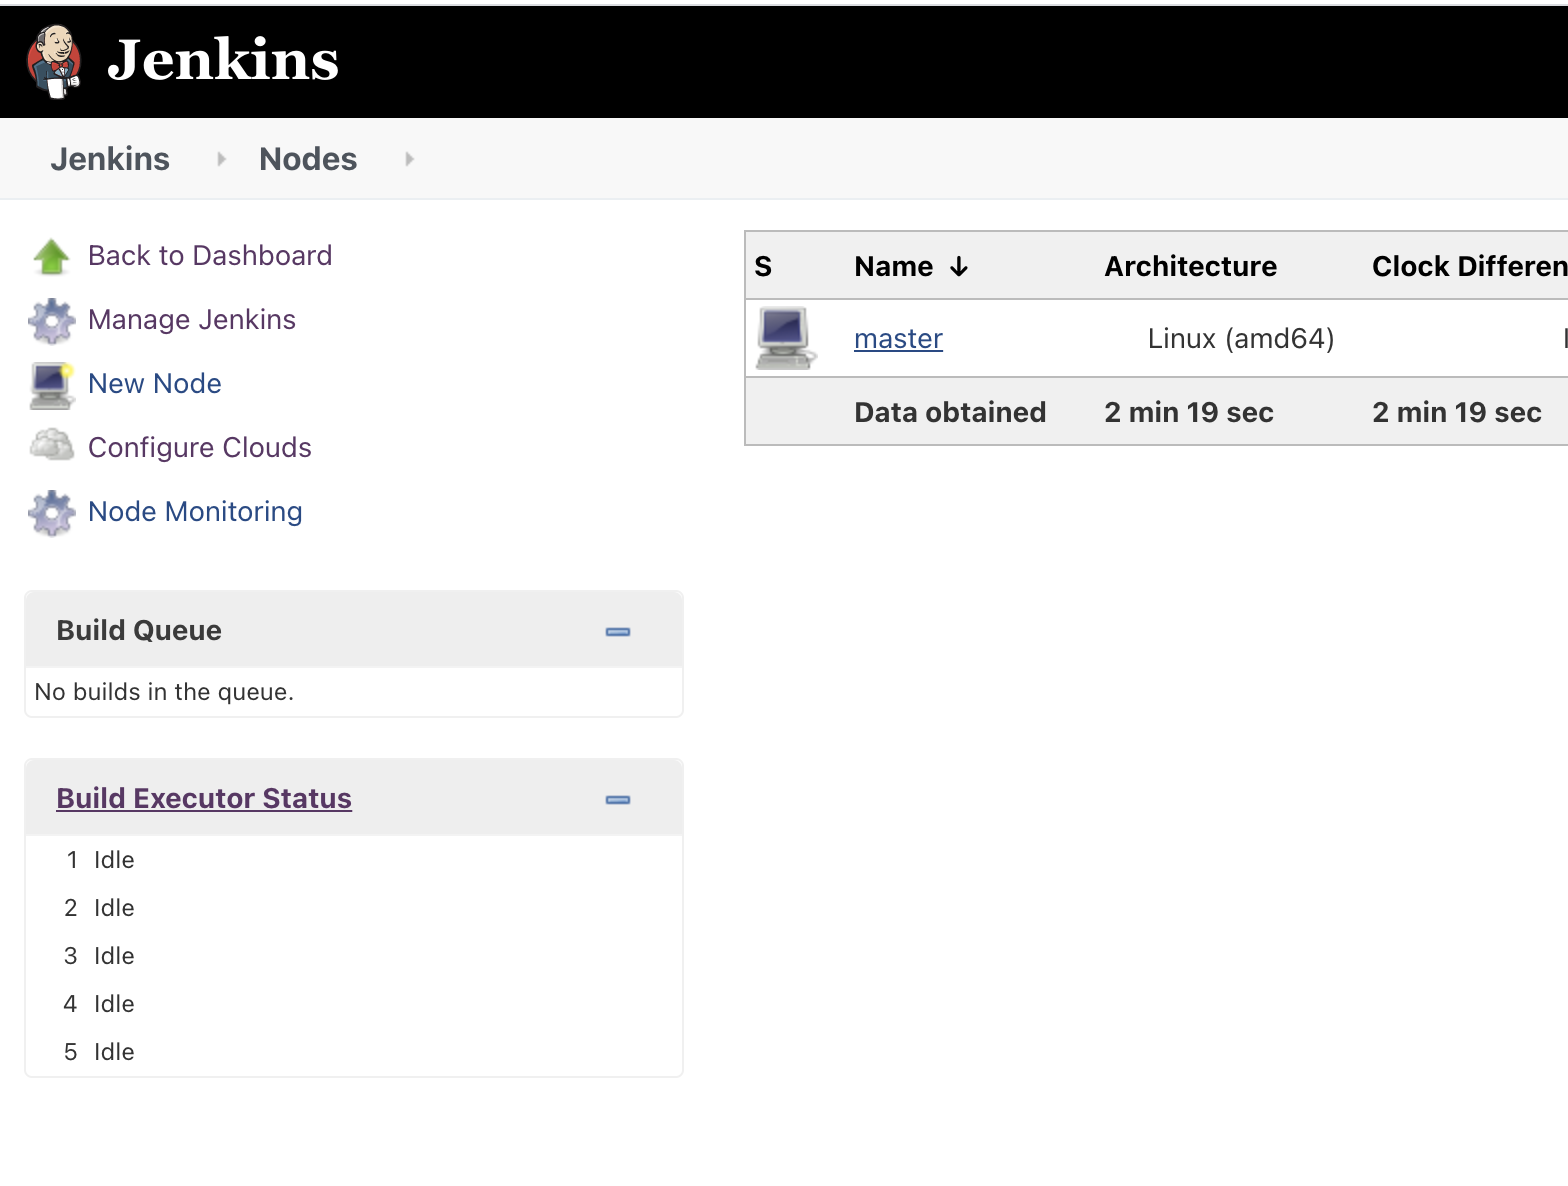 Jenkins
Jenkins Nodes
Back to Dashboard
Manage Jenkins
New Node
Configure Clouds
Node Monitoring
Build Queue
No builds in the queue.
Build Executor Status
1 Idle
2 Idle
3 Idle
4 Idle
5 Idle
S Name ↓ Architecture Clock Differen
master Linux (amd64)
Data obtained 2 min 19 sec 2 min 19 sec